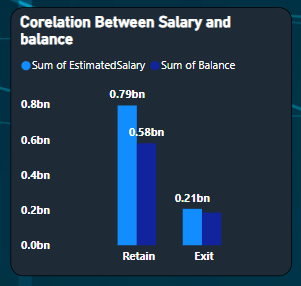 Corelation Between Salary and
balance
Sum of EstimatedSalary Sum of Balance
0.8bn
0.79bn
0.6bn
0.58bn
0.4bn
0.2bn
0.21bn
0.0bn
Retain Exit